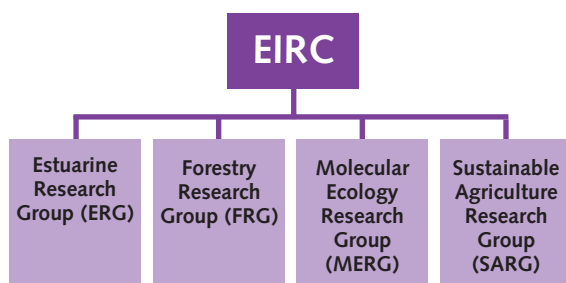 EIRC
Estuarine
Research
Group (ERG)
Forestry
Research
Group (FRG)
Molecular
Ecology
Research
Group
(MERG)
Sustainable
Agriculture
Research
Group
(SARG)